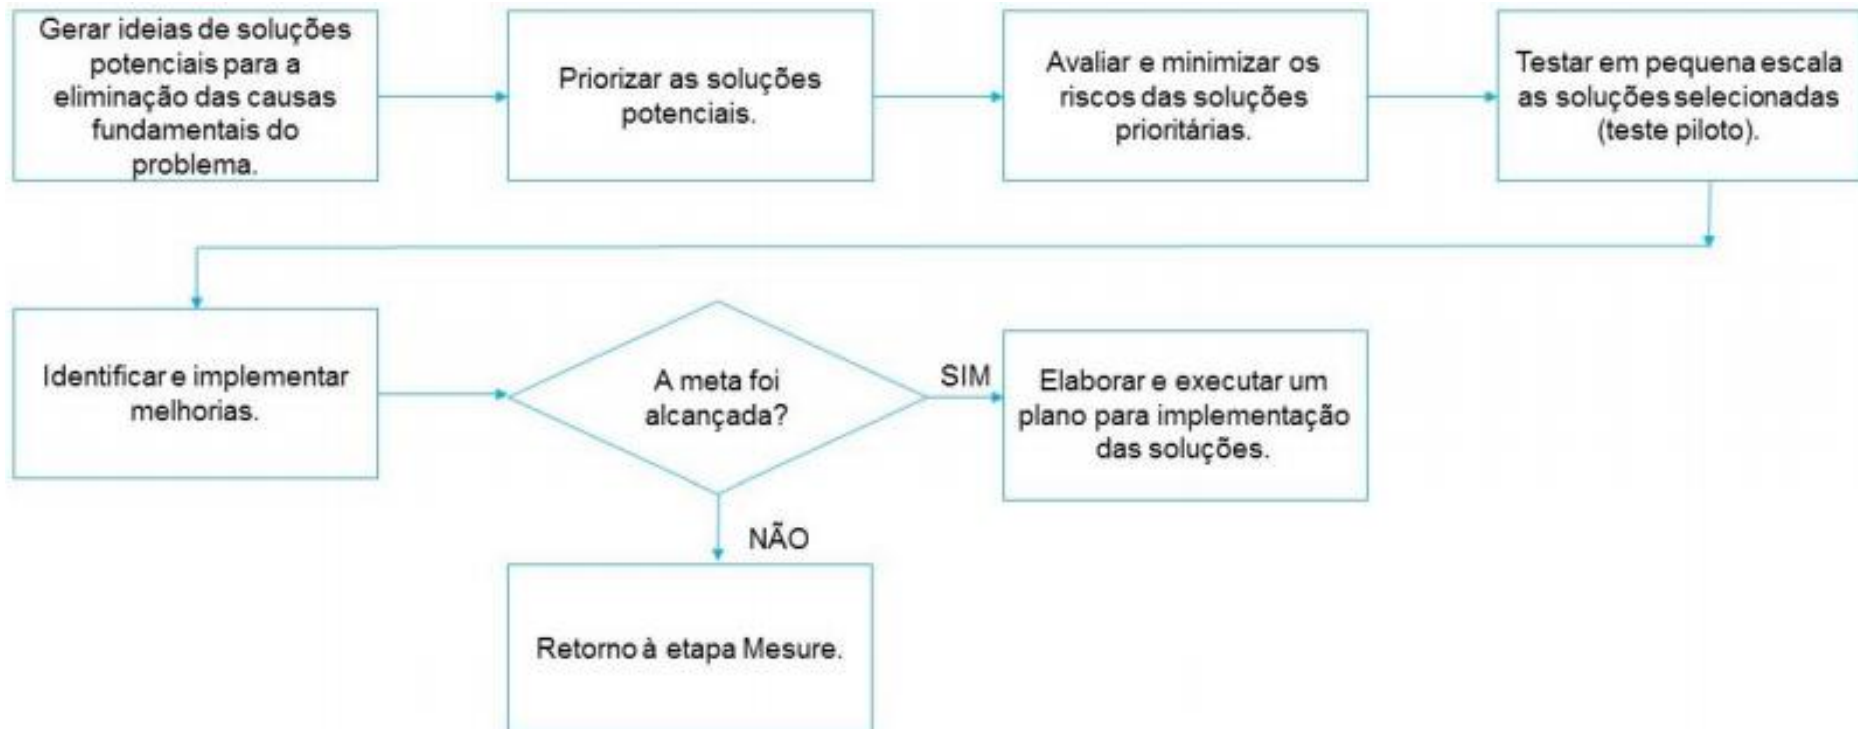 Gerar ideias de soluções
potenciais para a
eliminação das causas
fundamentais do
problema.
Priorizar as soluções
potenciais.
Avaliar e minimizar os
riscos das soluções
prioritárias.
Testar em pequena escala
as soluções selecionadas
(teste piloto).
Identificar e implementar
melhorias.
A meta foi
alcançada?
SIM
Elaborar e executar um
plano para implementação
das soluções.
NÃO
Retorno à etapa Mesure.